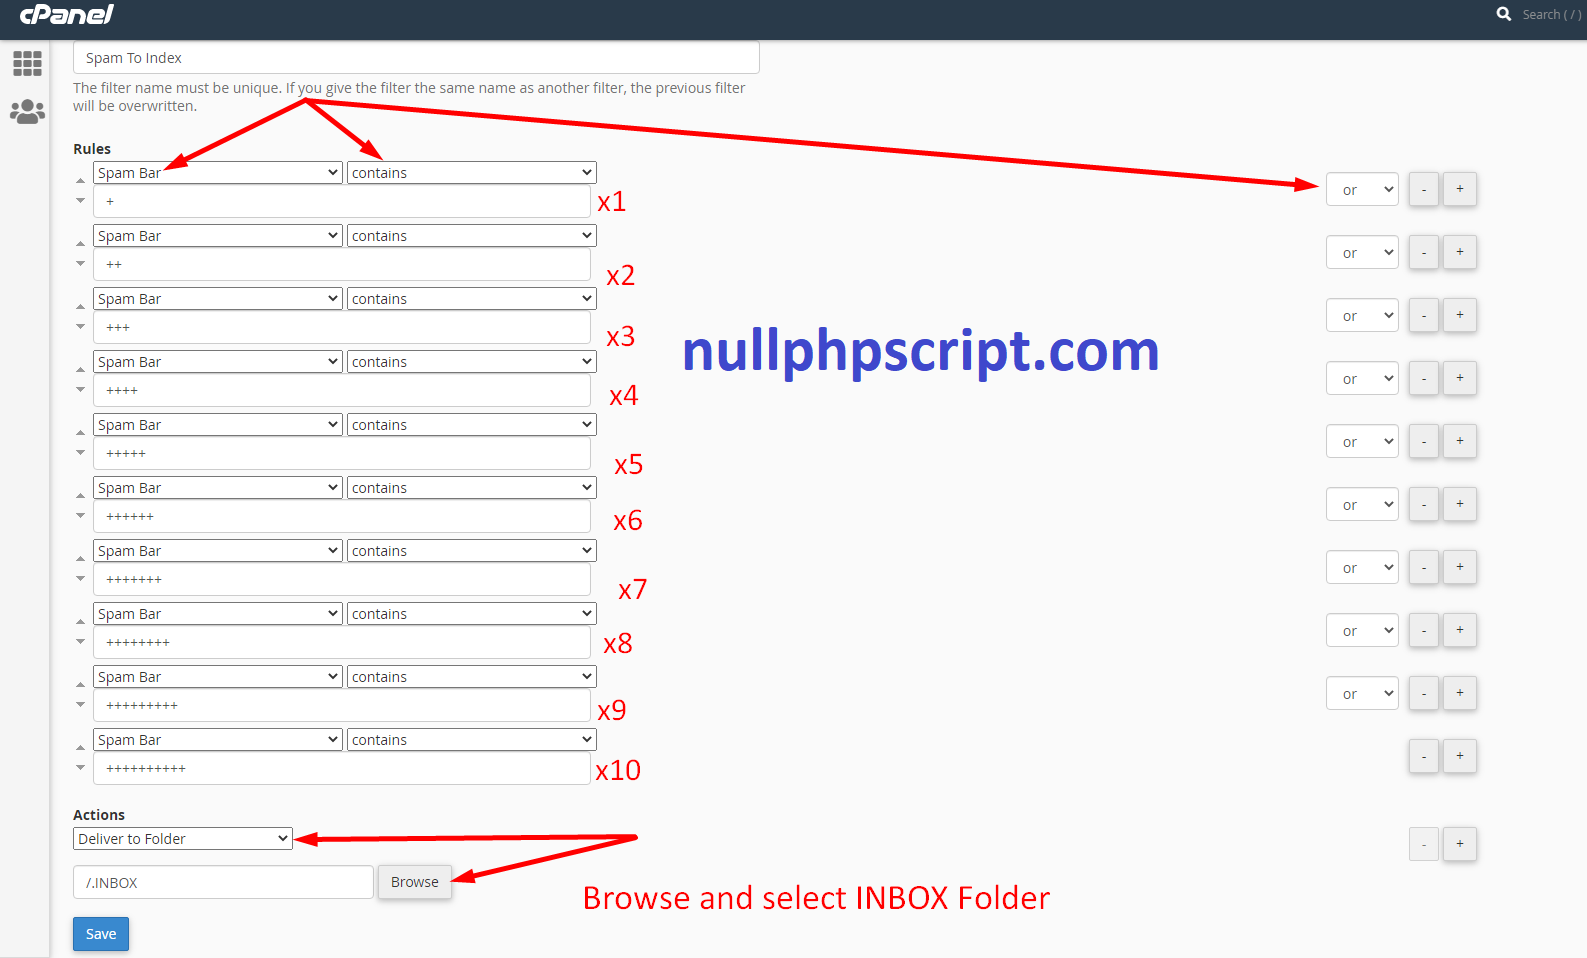 cPanel
Search ( / )
Spam To Index
The filter name must be unique. If you give the filter the same name as another filter, the previous filter
will be overwritten.
Rules
Spam Bar contains
+ x1 or - +
Spam Bar contains
++ x2 or - +
Spam Bar contains
+++ x3 or - +
nullphpscript.com
Spam Bar contains
++++ x4 or - +
Spam Bar contains
+++++ x5 or - +
Spam Bar contains
++++++ x6 or - +
Spam Bar contains
+++++++ x7 or - +
Spam Bar contains
++++++++ x8 or - +
Spam Bar contains
+++++++++ x9 or - +
Spam Bar contains
++++++++++ x10 - +
Actions
Deliver to Folder - +
/.INBOX Browse
Browse and select INBOX Folder
Save